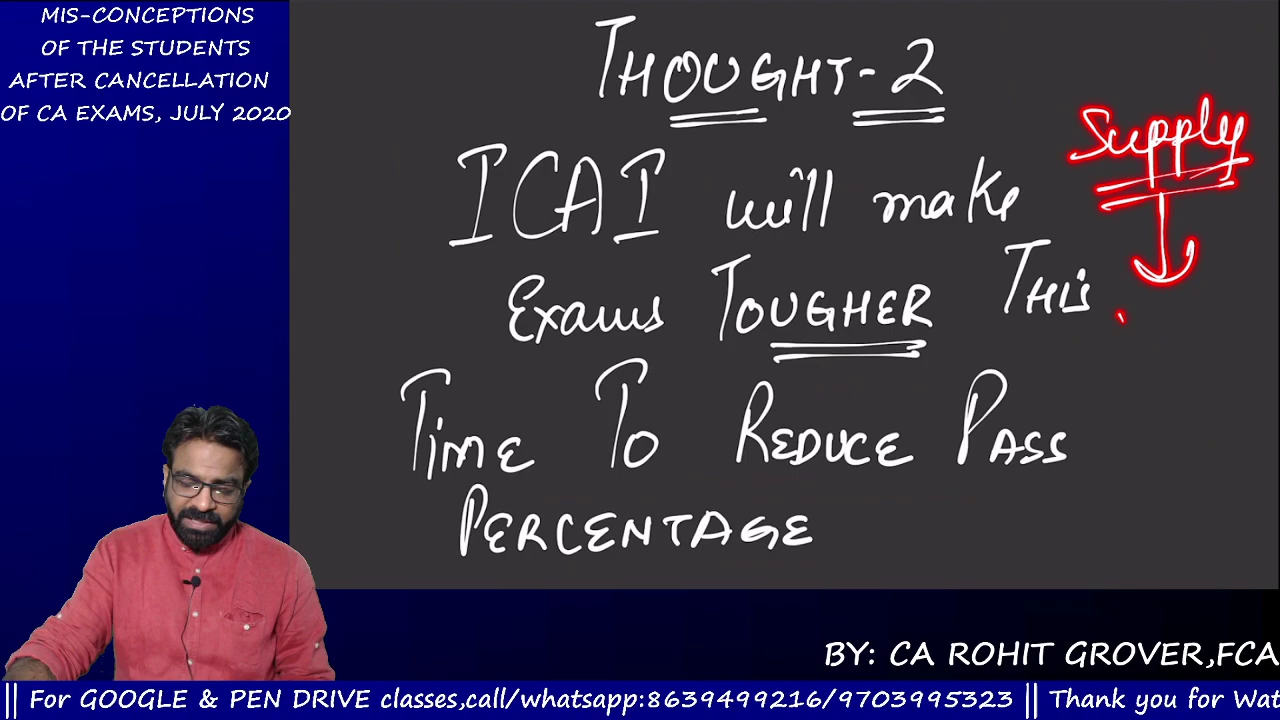 MIS-CONCEPTIONS
OF THE STUDENTS
AFTER CANCELLATION
OF CA EXAMS, JULY 2020
THOUGHT-2
Supply
ICAI will make
Exams TOUGHER THis
TiME To REDUCE PASS
PERCENTAGE
BY: CA ROHIT GROVER,FCA
|| For GOOGLE & PEN DRIVE classes,call/whatsapp:8639499216/9703995323 || Thank you for Wat